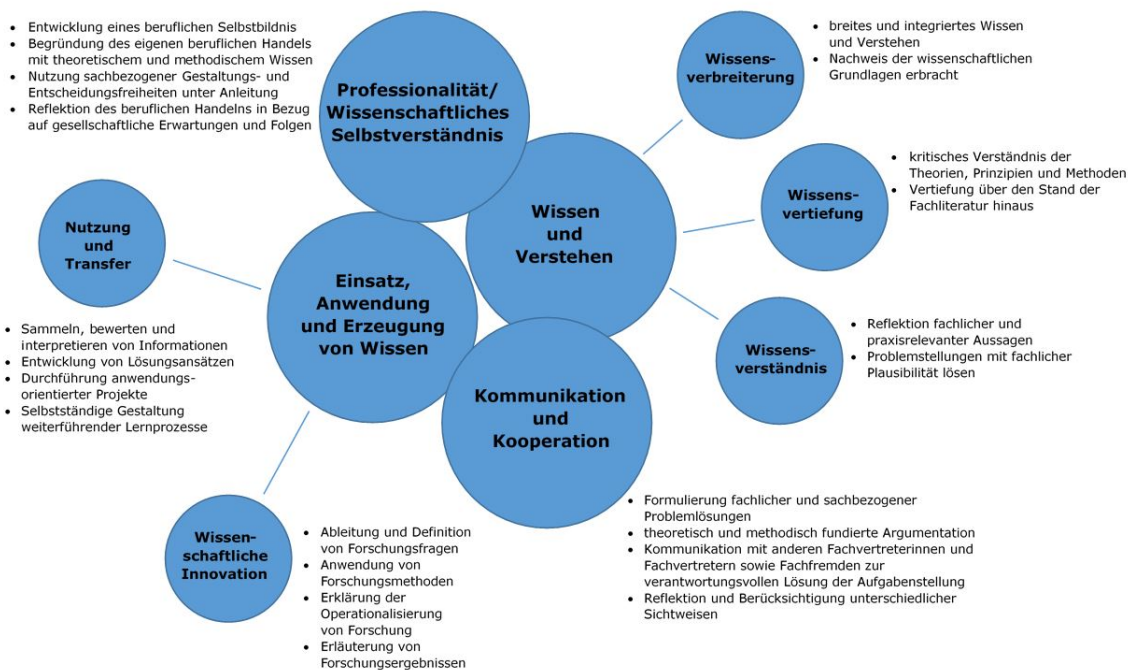 • Entwicklung eines beruflichen Selbstbildnis
• Begründung des eigenen beruflichen Handels
mit theoretischem und methodischem Wissen
• Nutzung sachbezogener Gestaltungs- und
Entscheidungsfreiheiten unter Anleitung
• Reflektion des beruflichen Handelns in Bezug
auf gesellschaftliche Erwartungen und Folgen
Professionalität/
Wissenschaftliches
Selbstverständnis
Wissens-
verbreiterung
• breites und integriertes Wissen
und Verstehen
• Nachweis der wissenschaftlichen
Grundlagen erbracht
Wissen
und
Verstehen
Wissens-
vertiefung
• kritisches Verständnis der
Theorien, Prinzipien und Methoden
• Vertiefung über den Stand der
Fachliteratur hinaus
Nutzung
und
Transfer
• Sammeln, bewerten und
interpretieren von Informationen
• Entwicklung von Lösungsansätzen
• Durchführung anwendungs-
orientierter Projekte
• Selbstständige Gestaltung
weiterführender Lernprozesse
Einsatz,
Anwendung
und Erzeugung
von Wissen
Wissens-
verständnis
• Reflektion fachlicher und
praxisrelevanter Aussagen
• Problemstellungen mit fachlicher
Plausibilität lösen
Kommunikation
und
Kooperation
• Formulierung fachlicher und sachbezogener
Problemlösungen
• theoretisch und methodisch fundierte Argumentation
• Kommunikation mit anderen Fachvertreterinnen und
Fachvertretern sowie Fachfremden zur
verantwortungsvollen Lösung der Aufgabenstellung
• Reflektion und Berücksichtigung unterschiedlicher
Sichtweisen
Wissen-
schaftliche
Innovation
• Ableitung und Definition
von Forschungsfragen
• Anwendung von
Forschungsmethoden
• Erklärung der
Operationalisierung
von Forschung
• Erläuterung von
Forschungsergebnissen